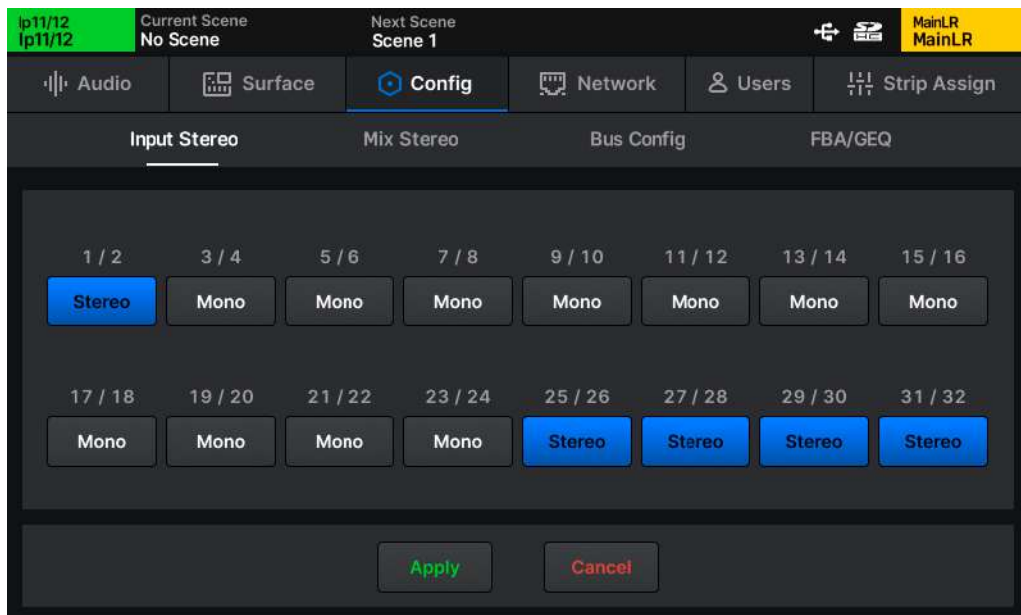 Ip11/12 Current Scene Next Scene MainLR
Ip11/12 No Scene Scene 1 MainLR
Audio Surface Config Network Users Strip Assign
Input Stereo Mix Stereo Bus Config FBA/GEQ
1 / 2 3 / 4 5 / 6 7 / 8 9 / 10 11 / 12 13 / 14 15 / 16
Stereo Mono Mono Mono Mono Mono Mono Mono
17 / 18 19 / 20 21 / 22 23 / 24 25 / 26 27 / 28 29 / 30 31 / 32
Mono Mono Mono Mono Stereo Stereo Stereo Stereo
Apply Cancel